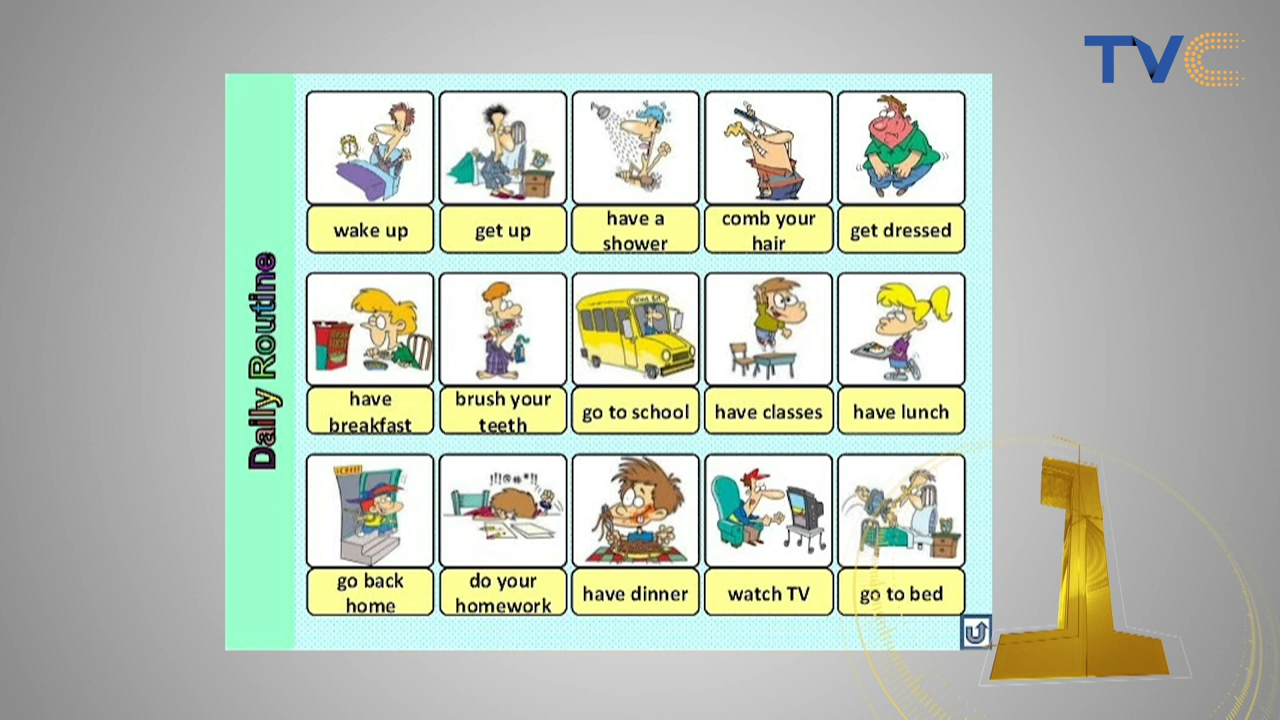 TVC
Daily Routine
wake up
get up
have a
shower
comb your
hair
get dressed
have
breakfast
brush your
teeth
go to school
have classes
have lunch
go back
home
!!!@#*!!
do your
homework
have dinner
watch TV
go to bed
1